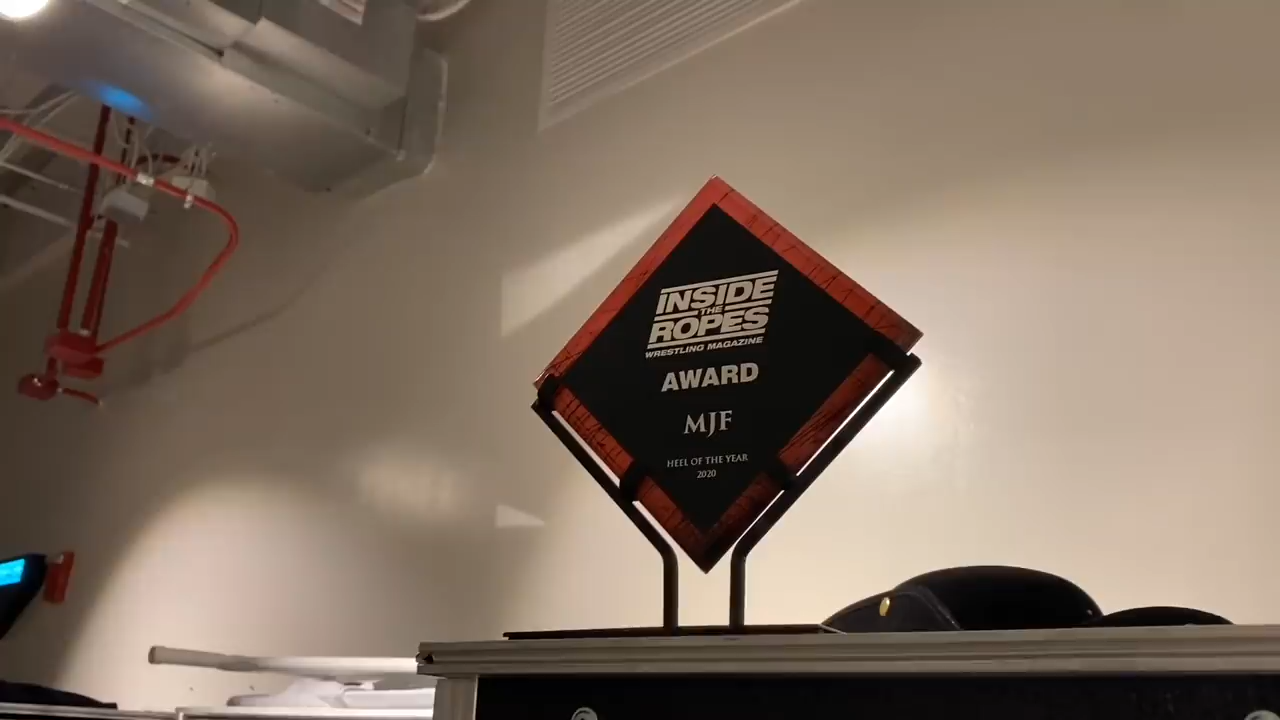 INSIDE
THE
ROPES
WRESTLING MAGAZINE
AWARD
MJF
HEEL OF THE YEAR
2020